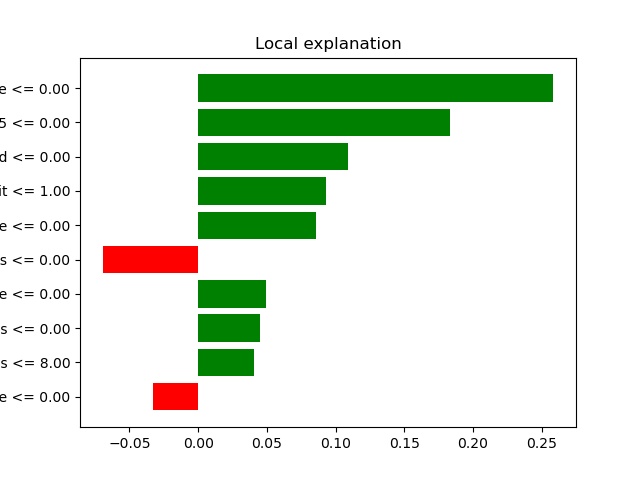 Local explanation
e <= 0.00
5 <= 0.00
d <= 0.00
it <= 1.00
e <= 0.00
s <= 0.00
e <= 0.00
s <= 0.00
s <= 8.00
e <= 0.00
−0.05 0.00 0.05 0.10 0.15 0.20 0.25